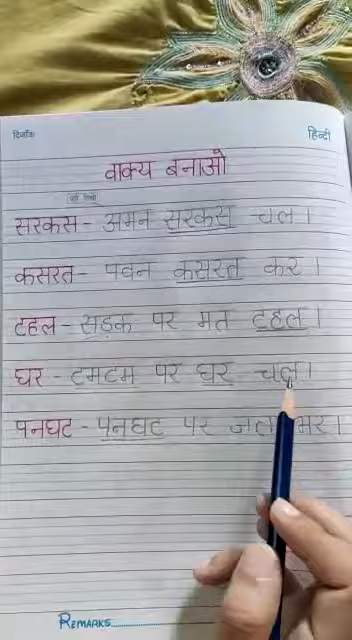 दिनाँक
हिन्दी
वाक्य बनाओ
सरकस - अमन सरकस चल ।
कसरत - पवन कसरत कर ।
टहल - सड़क पर मत टहल ।
घर - टमटम पर घर चल ।
पनघट - पनघट पर जल भर ।
REMARKS